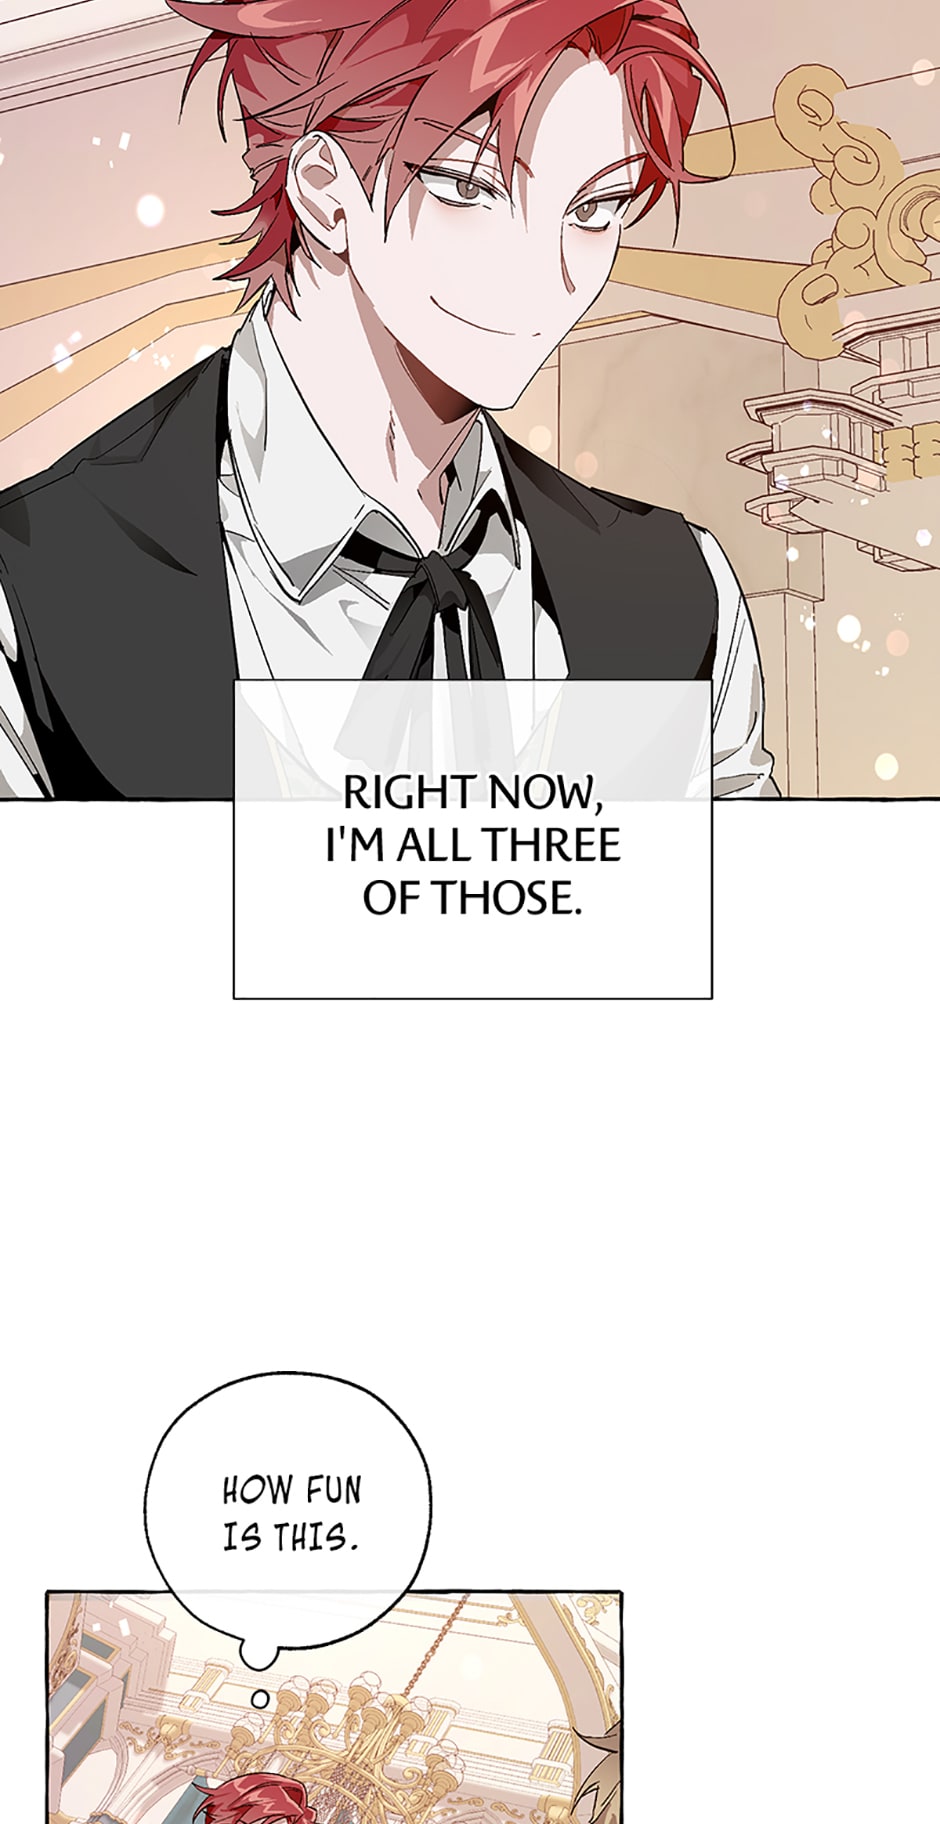 RIGHT NOW,
I'M ALL THREE
OF THOSE.
HOW FUN
IS THIS.